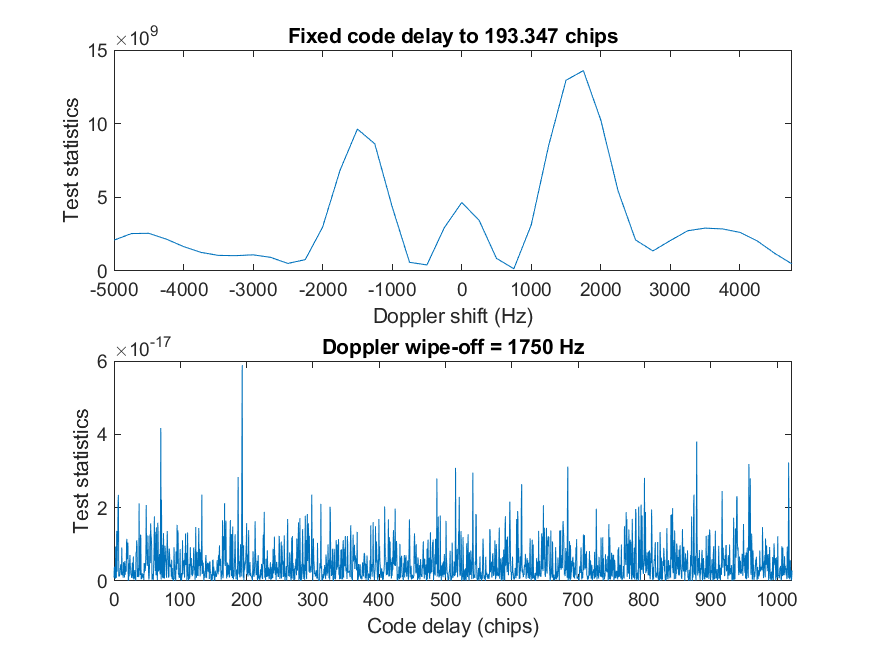 Fixed code delay to 193.347 chips
×10^9
15
10
5
0
Test statistics
-5000 -4000 -3000 -2000 -1000 0 1000 2000 3000 4000
Doppler shift (Hz)
Doppler wipe-off = 1750 Hz
×10^-17
6
4
2
0
Test statistics
0 100 200 300 400 500 600 700 800 900 1000
Code delay (chips)